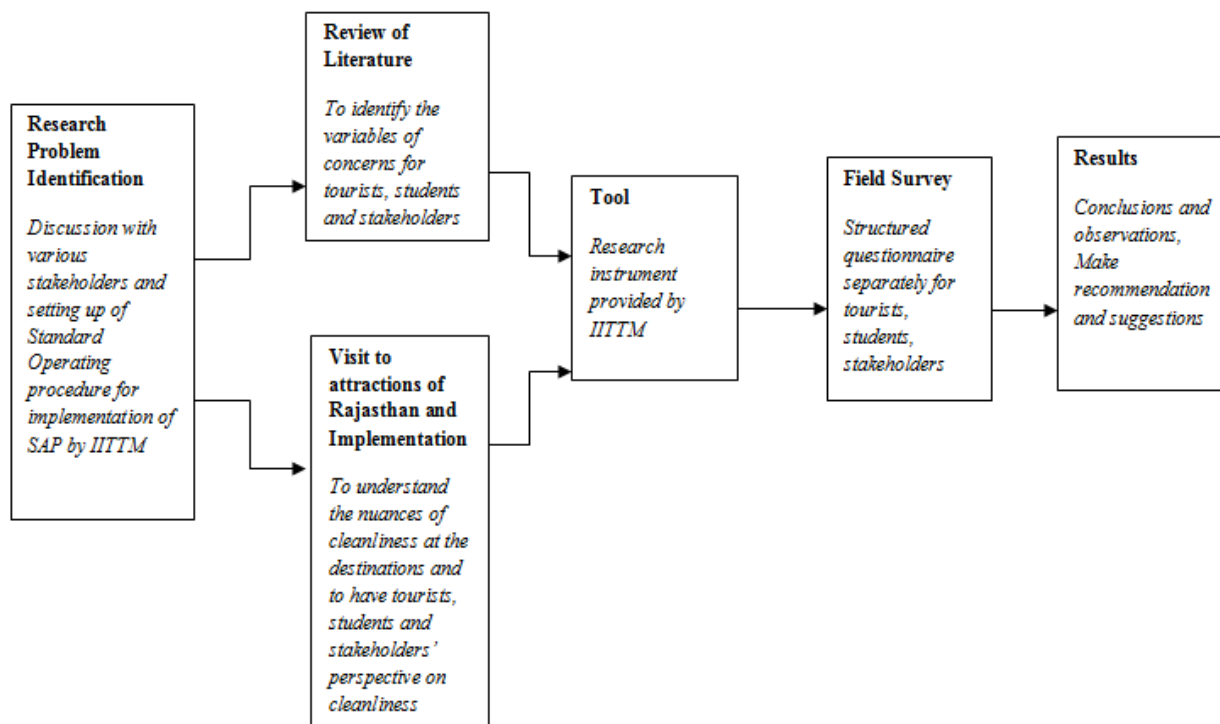 Research
Problem
Identification
Discussion with
various
stakeholders and
setting up of
Standard
Operating
procedure for
implementation of
SAP by IITTM
Review of
Literature
To identify the
variables of
concerns for
tourists, students
and stakeholders
Visit to
attractions of
Rajasthan and
Implementation
To understand
the nuances of
cleanliness at the
destinations and
to have tourists,
students and
stakeholders’
perspective on
cleanliness
Tool
Research
instrument
provided by
IITTM
Field Survey
Structured
questionnaire
separately for
tourists,
students,
stakeholders
Results
Conclusions and
observations,
Make
recommendation
and suggestions